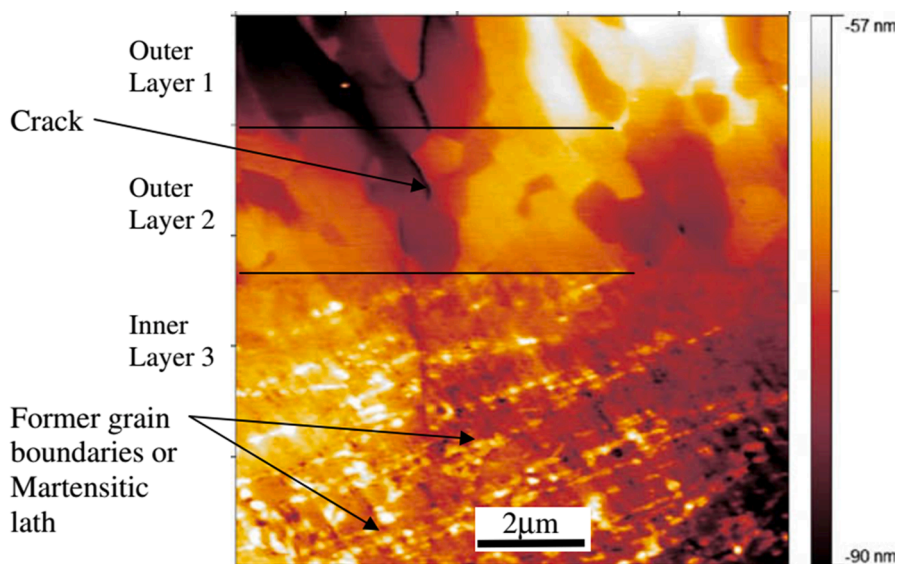 Outer
Layer 1
-57 nm
Crack
Outer
Layer 2
Inner
Layer 3
Former grain
boundaries or
Martensitic
lath
2µm
-90 nm